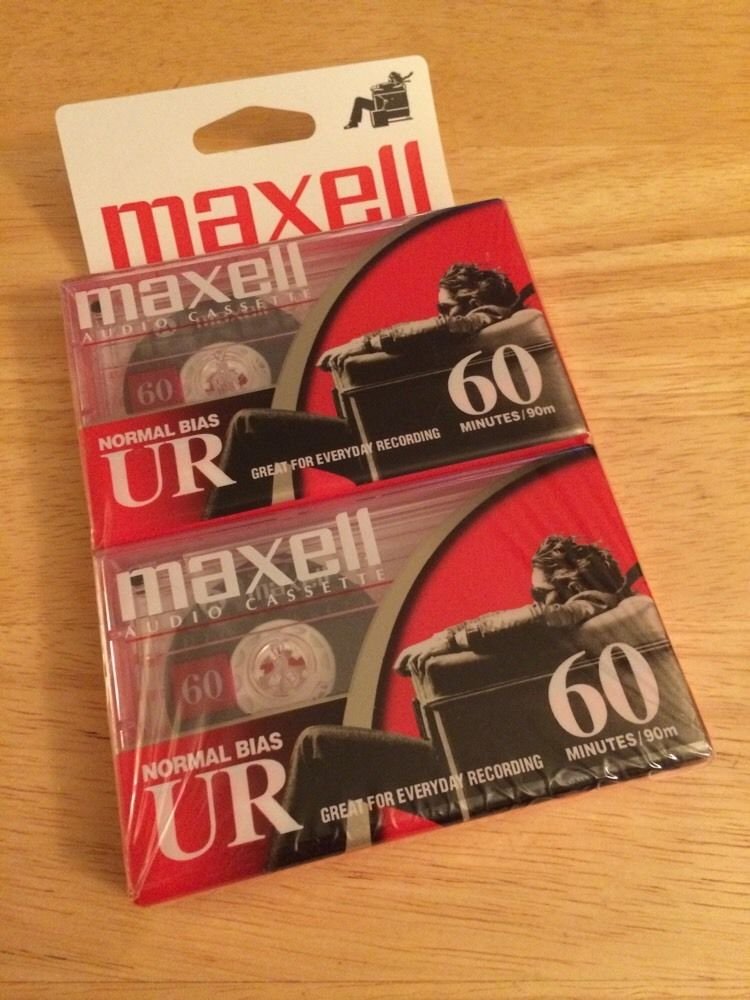 maxell
maxell
AUDIO CASSETTE
60
NORMAL BIAS
UR
GREAT FOR EVERYDAY RECORDING
60
MINUTES/90m
maxell
AUDIO CASSETTE
60
NORMAL BIAS
UR
GREAT FOR EVERYDAY RECORDING
60
MINUTES/90m